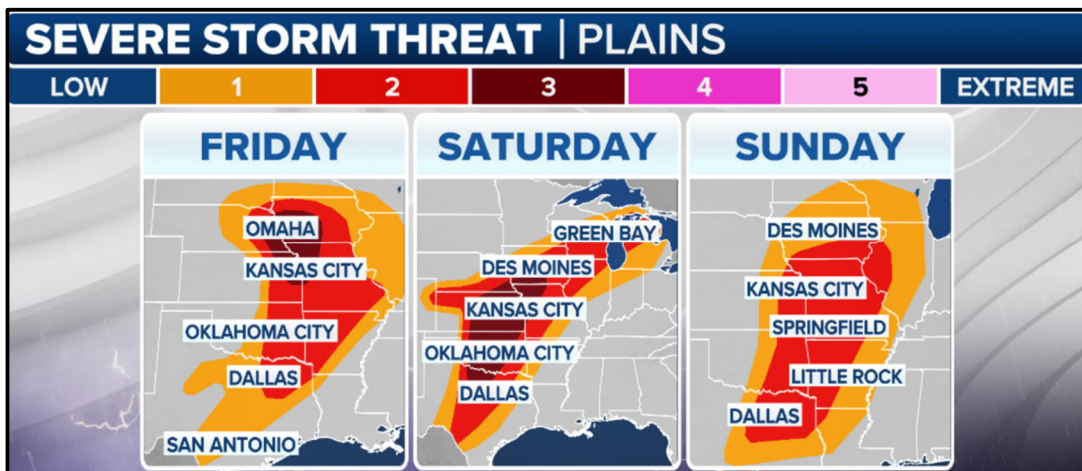 SEVERE STORM THREAT | PLAINS
LOW 1 2 3 4 5 EXTREME
FRIDAY
OMAHA
KANSAS CITY
OKLAHOMA CITY
DALLAS
SAN ANTONIO
SATURDAY
GREEN BAY
DES MOINES
KANSAS CITY
OKLAHOMA CITY
DALLAS
SUNDAY
DES MOINES
KANSAS CITY
SPRINGFIELD
LITTLE ROCK
DALLAS